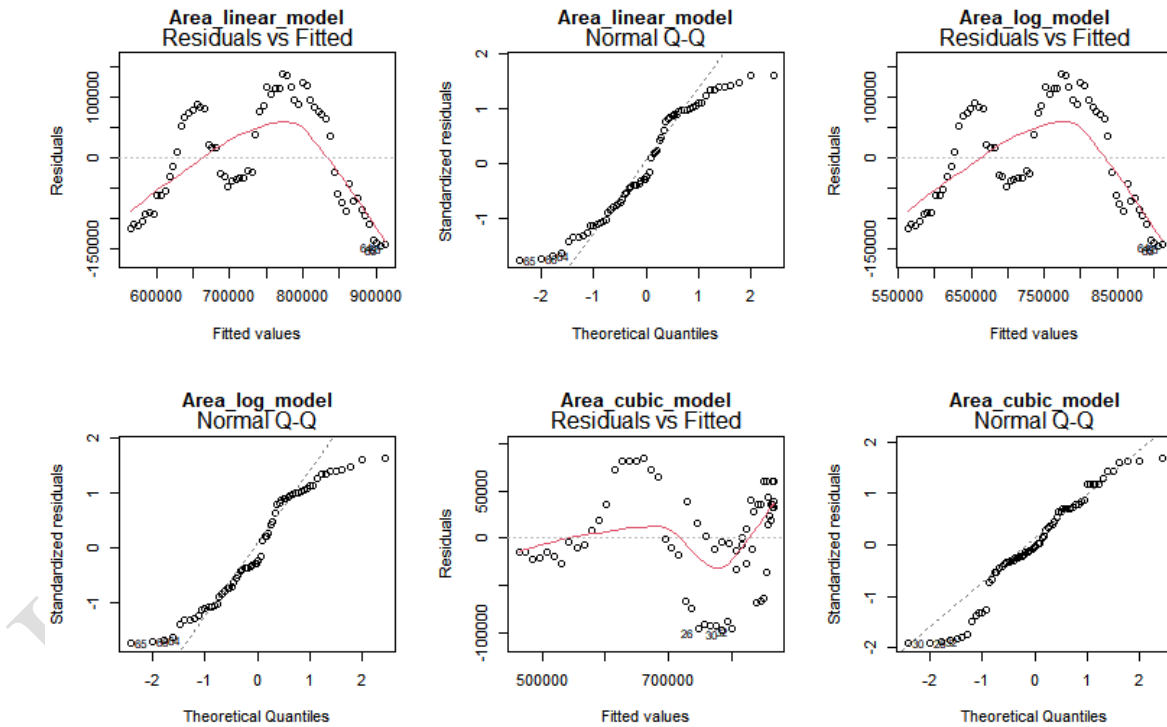 Area_linear_model
Residuals vs Fitted
Residuals
100000
0
-150000
600000 700000 800000 900000
Fitted values
Area_linear_model
Normal Q-Q
Standardized residuals
2
1
0
-1
65
-2 -1 0 1 2
Theoretical Quantiles
Area_log_model
Residuals vs Fitted
Residuals
100000
0
-150000
550000 650000 750000 850000
Fitted values
Area_log_model
Normal Q-Q
Standardized residuals
2
1
0
-1
65
-2 -1 0 1 2
Theoretical Quantiles
Area_cubic_model
Residuals vs Fitted
Residuals
50000
0
-100000
26
30
500000 700000
Fitted values
Area_cubic_model
Normal Q-Q
Standardized residuals
2
1
0
-1
-2
30
-2 -1 0 1 2
Theoretical Quantiles